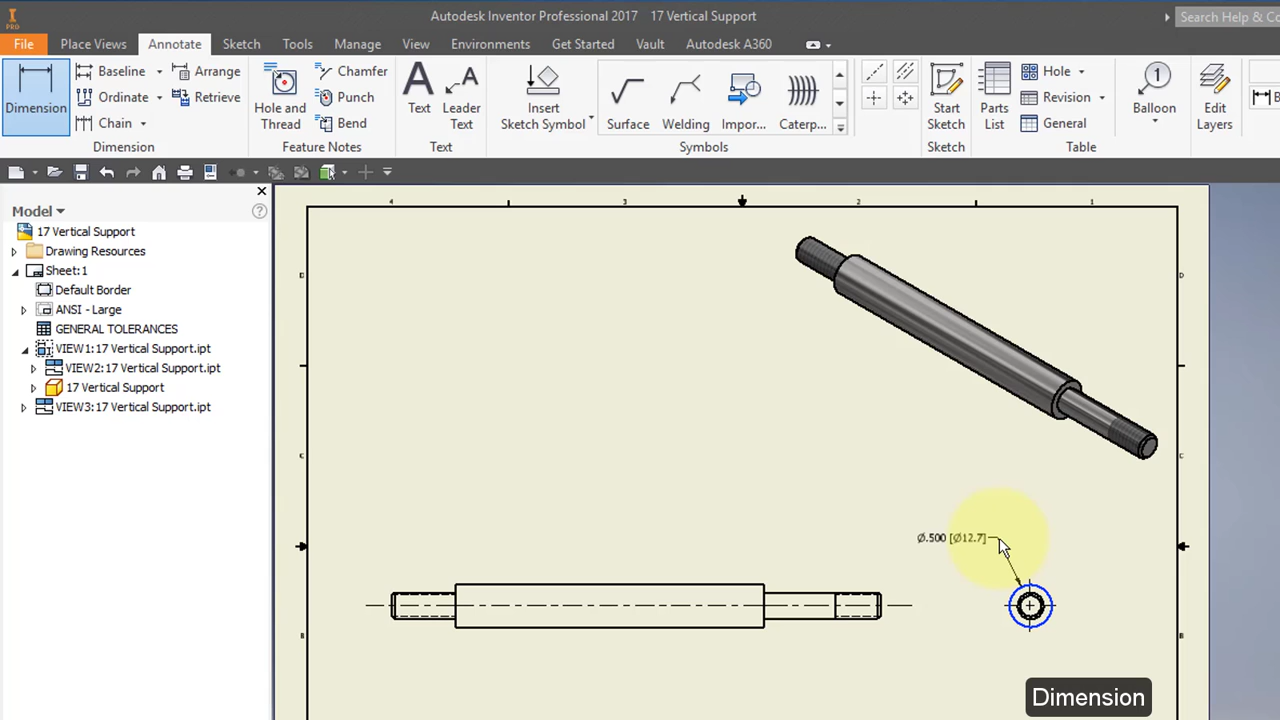 Autodesk Inventor Professional 2017 17 Vertical Support
Search Help & Co
PRO
File Place Views Annotate Sketch Tools Manage View Environments Get Started Vault Autodesk A360
Dimension
Baseline
Ordinate
Chain
Arrange
Retrieve
Dimension
Hole and
Thread
Chamfer
Punch
Bend
Feature Notes
Text
Leader
Text
Text
Insert
Sketch Symbol
Surface
Welding
Impor...
Caterp...
Symbols
Start
Sketch
Sketch
Parts
List
Hole
Revision
General
Table
1
Balloon
Edit
Layers
Model
17 Vertical Support
Drawing Resources
Sheet:1
Default Border
ANSI - Large
GENERAL TOLERANCES
VIEW1:17 Vertical Support.ipt
VIEW2:17 Vertical Support.ipt
17 Vertical Support
VIEW3:17 Vertical Support.ipt
4 3 2 1
D D
C C
B B
Ø.500 [Ø12.7]
Dimension